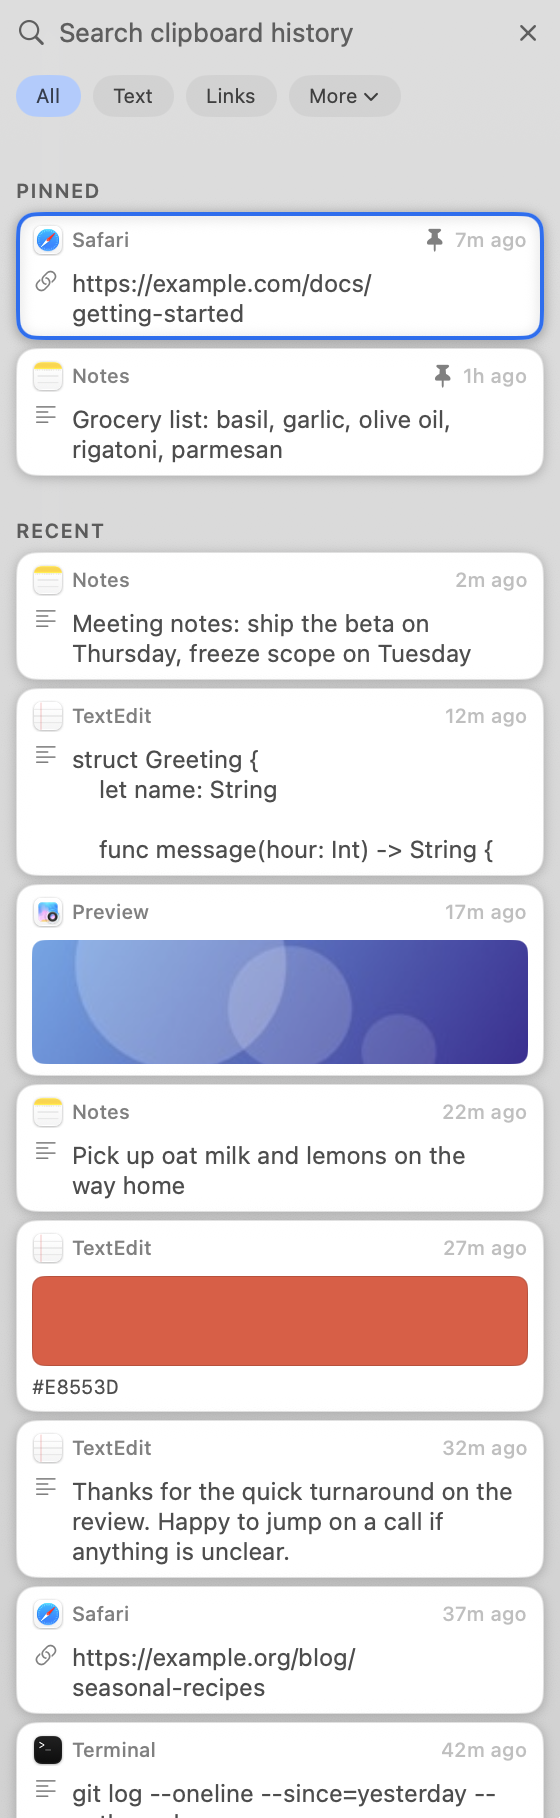 Search clipboard history
All Text Links More
PINNED
Safari 7m ago
https://example.com/docs/
getting-started
Notes 1h ago
Grocery list: basil, garlic, olive oil,
rigatoni, parmesan
RECENT
Notes 2m ago
Meeting notes: ship the beta on
Thursday, freeze scope on Tuesday
TextEdit 12m ago
struct Greeting {
    let name: String
    func message(hour: Int) -> String {
Preview 17m ago
Notes 22m ago
Pick up oat milk and lemons on the
way home
TextEdit 27m ago
#E8553D
TextEdit 32m ago
Thanks for the quick turnaround on the
review. Happy to jump on a call if
anything is unclear.
Safari 37m ago
https://example.org/blog/
seasonal-recipes
>_
Terminal 42m ago
git log --oneline --since=yesterday --